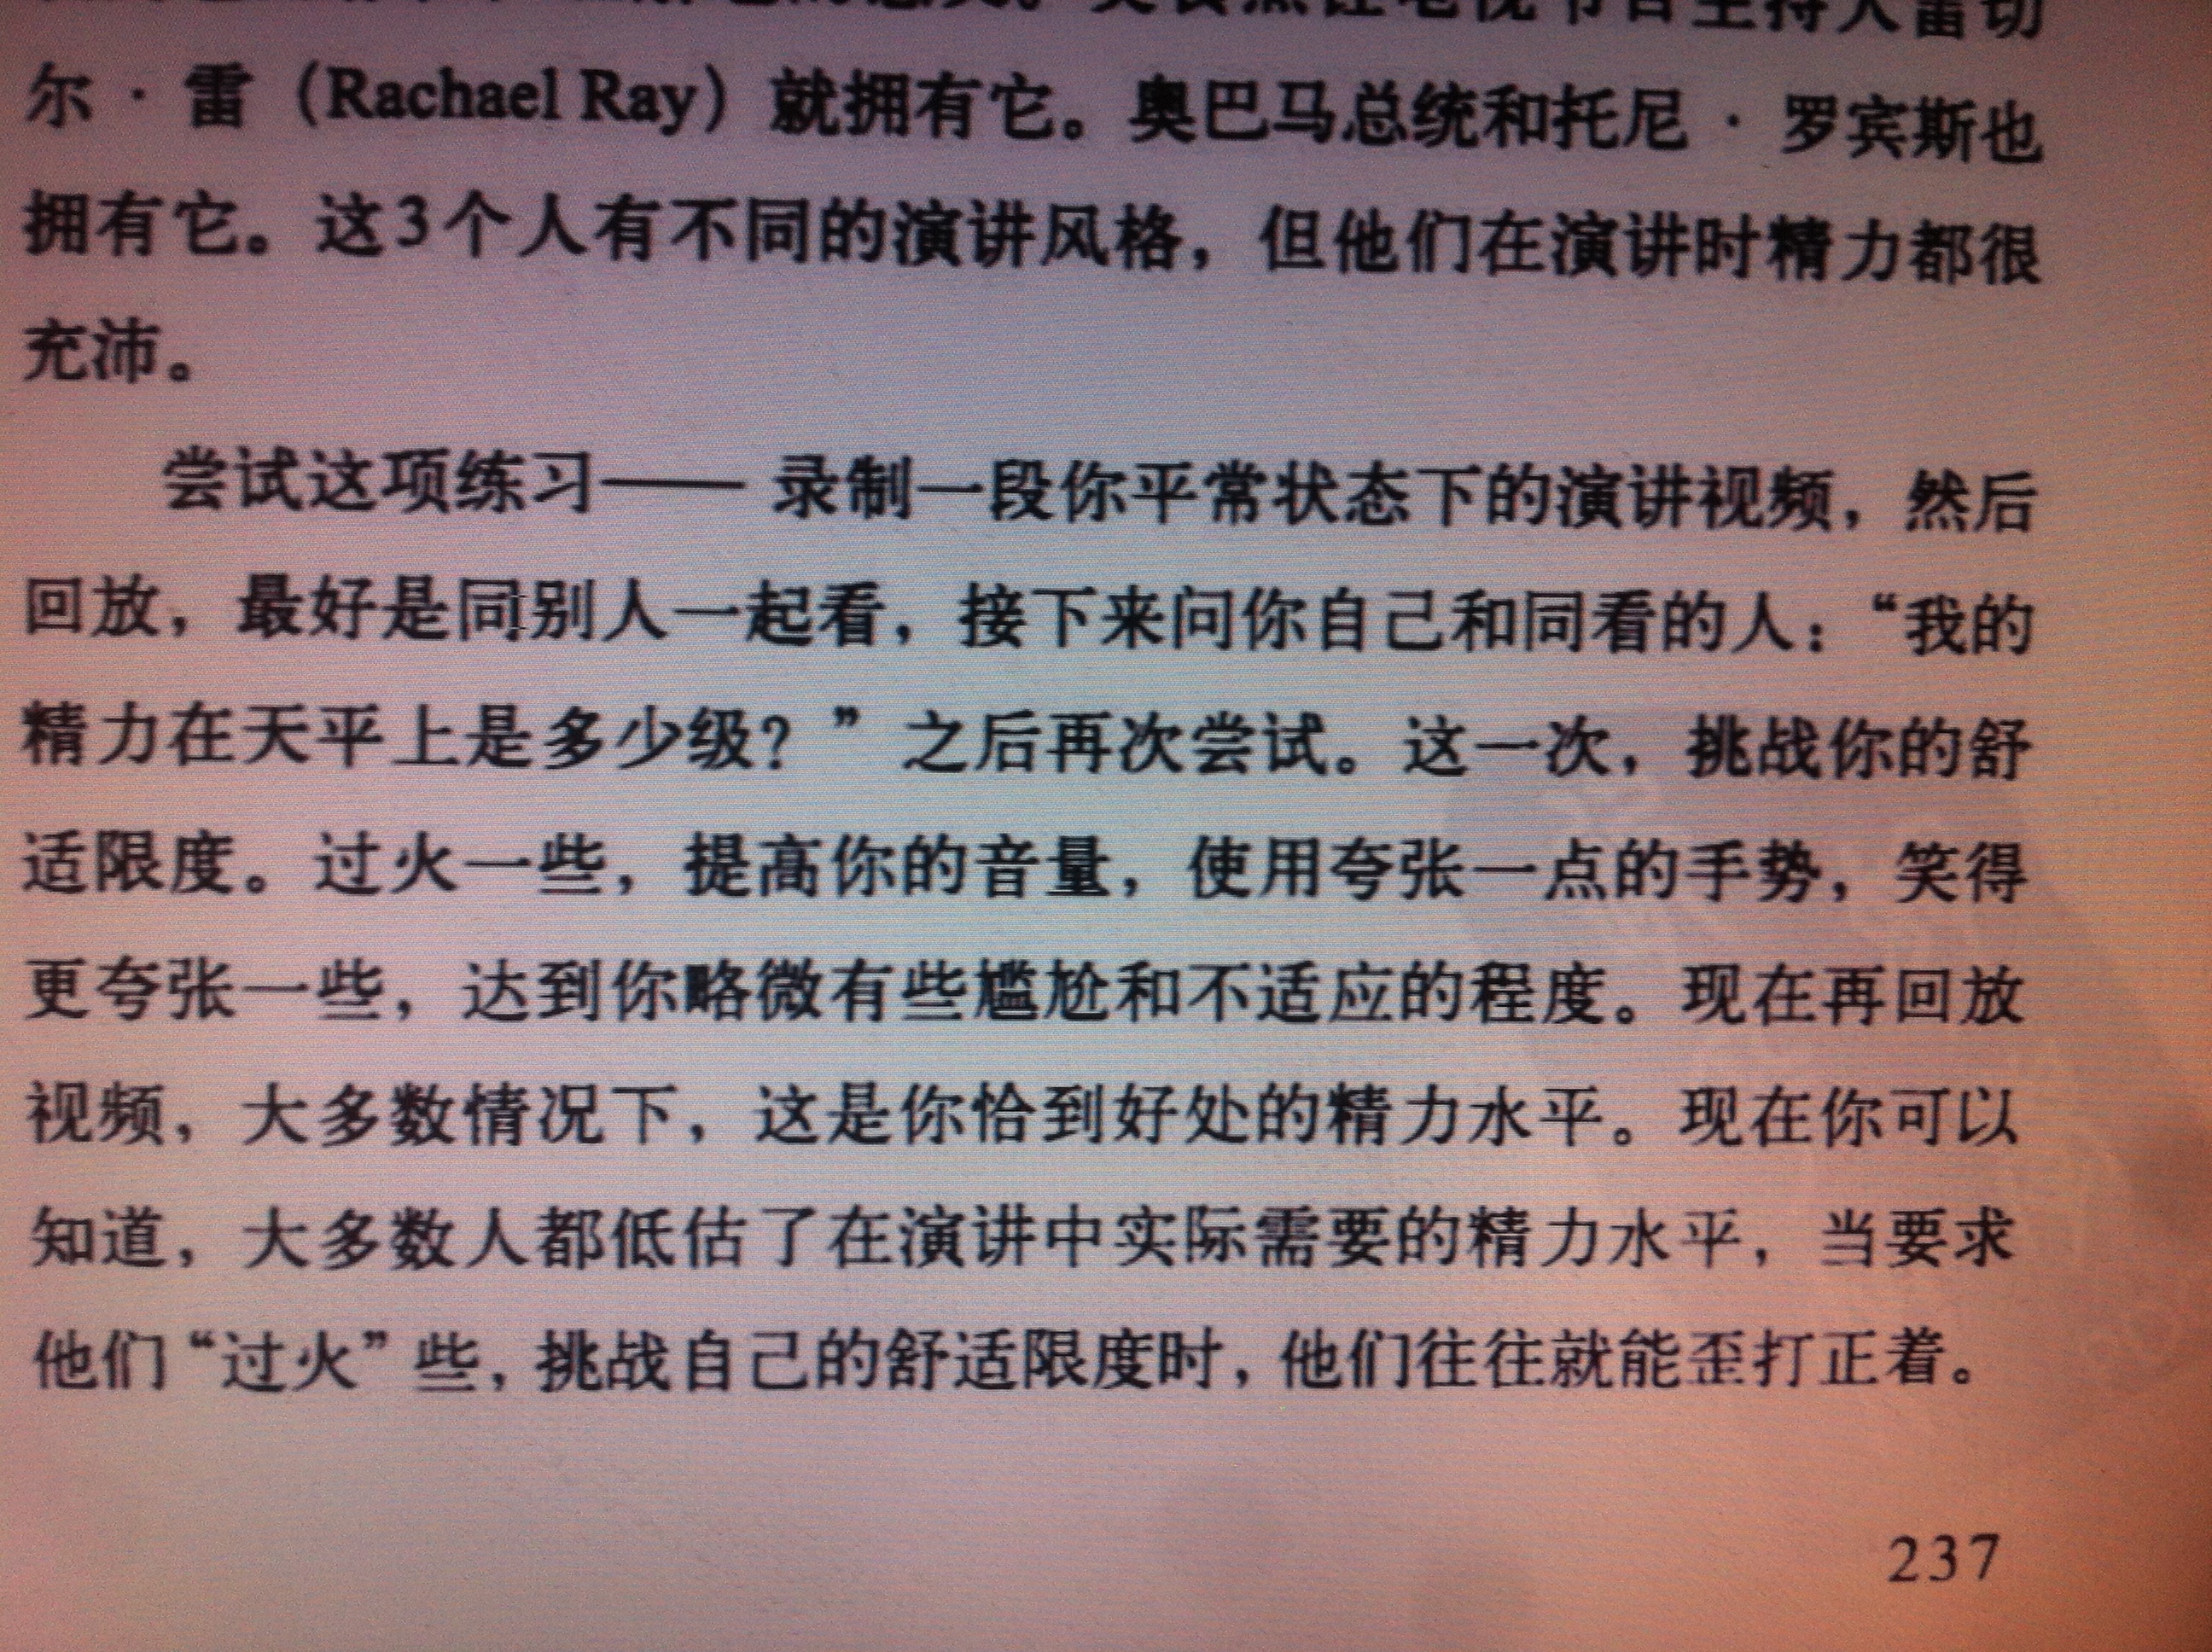 主持人雷切
尔·雷（Rachael Ray）就拥有它。奥巴马总统和托尼·罗宾斯也
拥有它。这3个人有不同的演讲风格，但他们在演讲时精力都很
充沛。
尝试这项练习—— 录制一段你平常状态下的演讲视频，然后
回放，最好是同别人一起看，接下来问你自己和同看的人：“我的
精力在天平上是多少级？”之后再次尝试。这一次，挑战你的舒
适限度。过火一些，提高你的音量，使用夸张一点的手势，笑得
更夸张一些，达到你略微有些尴尬和不适应的程度。现在再回放
视频，大多数情况下，这是你恰到好处的精力水平。现在你可以
知道，大多数人都低估了在演讲中实际需要的精力水平，当要求
他们“过火”些，挑战自己的舒适限度时，他们往往就能歪打正着。
237